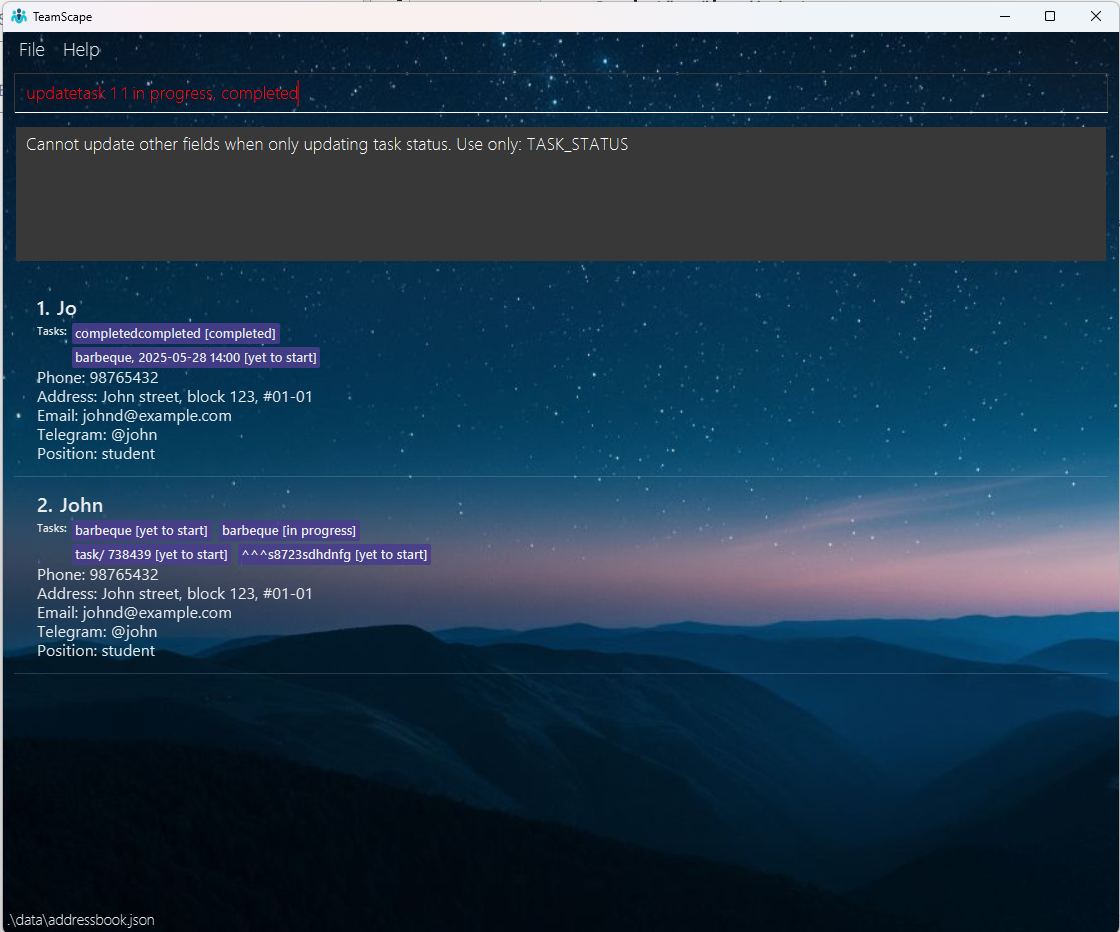 TeamScape
File Help
updatetask 1 1 in progress, completed
Cannot update other fields when only updating task status. Use only: TASK_STATUS
1. Jo
Tasks: completedcompleted [completed]
barbeque, 2025-05-28 14:00 [yet to start]
Phone: 98765432
Address: John street, block 123, #01-01
Email: johnd@example.com
Telegram: @john
Position: student
2. John
Tasks: barbeque [yet to start] barbeque [in progress]
task/ 738439 [yet to start] ^^^s8723sdhdnfg [yet to start]
Phone: 98765432
Address: John street, block 123, #01-01
Email: johnd@example.com
Telegram: @john
Position: student
.\data\addressbook.json